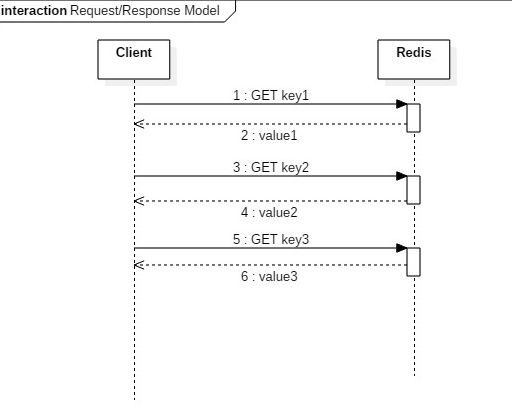 interaction Request/Response Model
Client
Redis
1 : GET key1
2 : value1
3 : GET key2
4 : value2
5 : GET key3
6 : value3